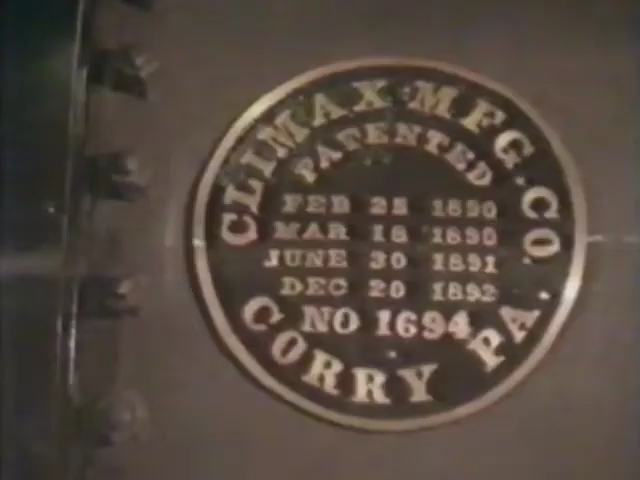 CLIMAX MFG. CO.
PATENTED
FEB 25 1890
MAR 18 1890
JUNE 30 1891
DEC 20 1892
NO 1694
CORRY PA